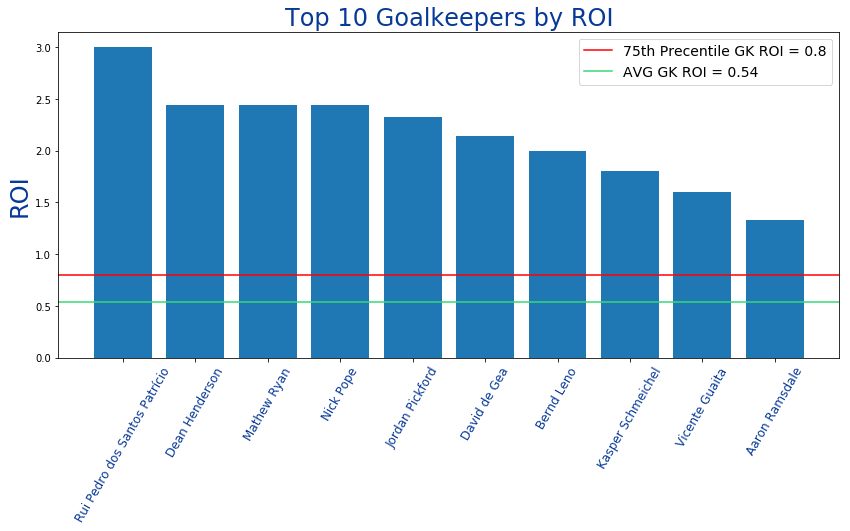 Top 10 Goalkeepers by ROI
75th Precentile GK ROI = 0.8
AVG GK ROI = 0.54
ROI
3.0
2.5
2.0
1.5
1.0
0.5
0.0
Rui Pedro dos Santos Patrício
Dean Henderson
Mathew Ryan
Nick Pope
Jordan Pickford
David de Gea
Bernd Leno
Kasper Schmeichel
Vicente Guaita
Aaron Ramsdale